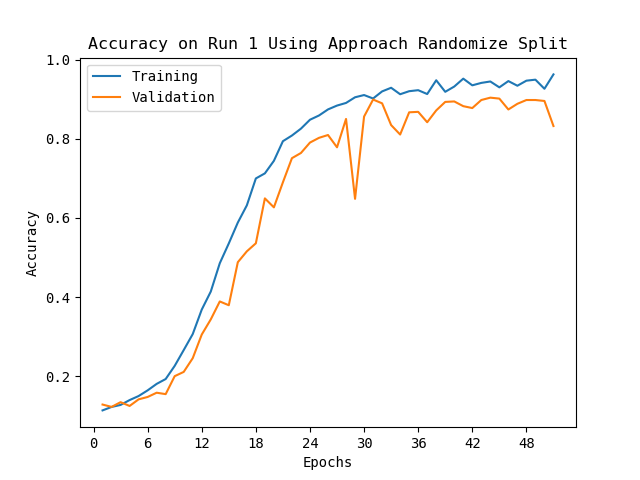 Accuracy on Run 1 Using Approach Randomize Split
Training
Validation
Accuracy
1.0
0.8
0.6
0.4
0.2
0 6 12 18 24 30 36 42 48
Epochs